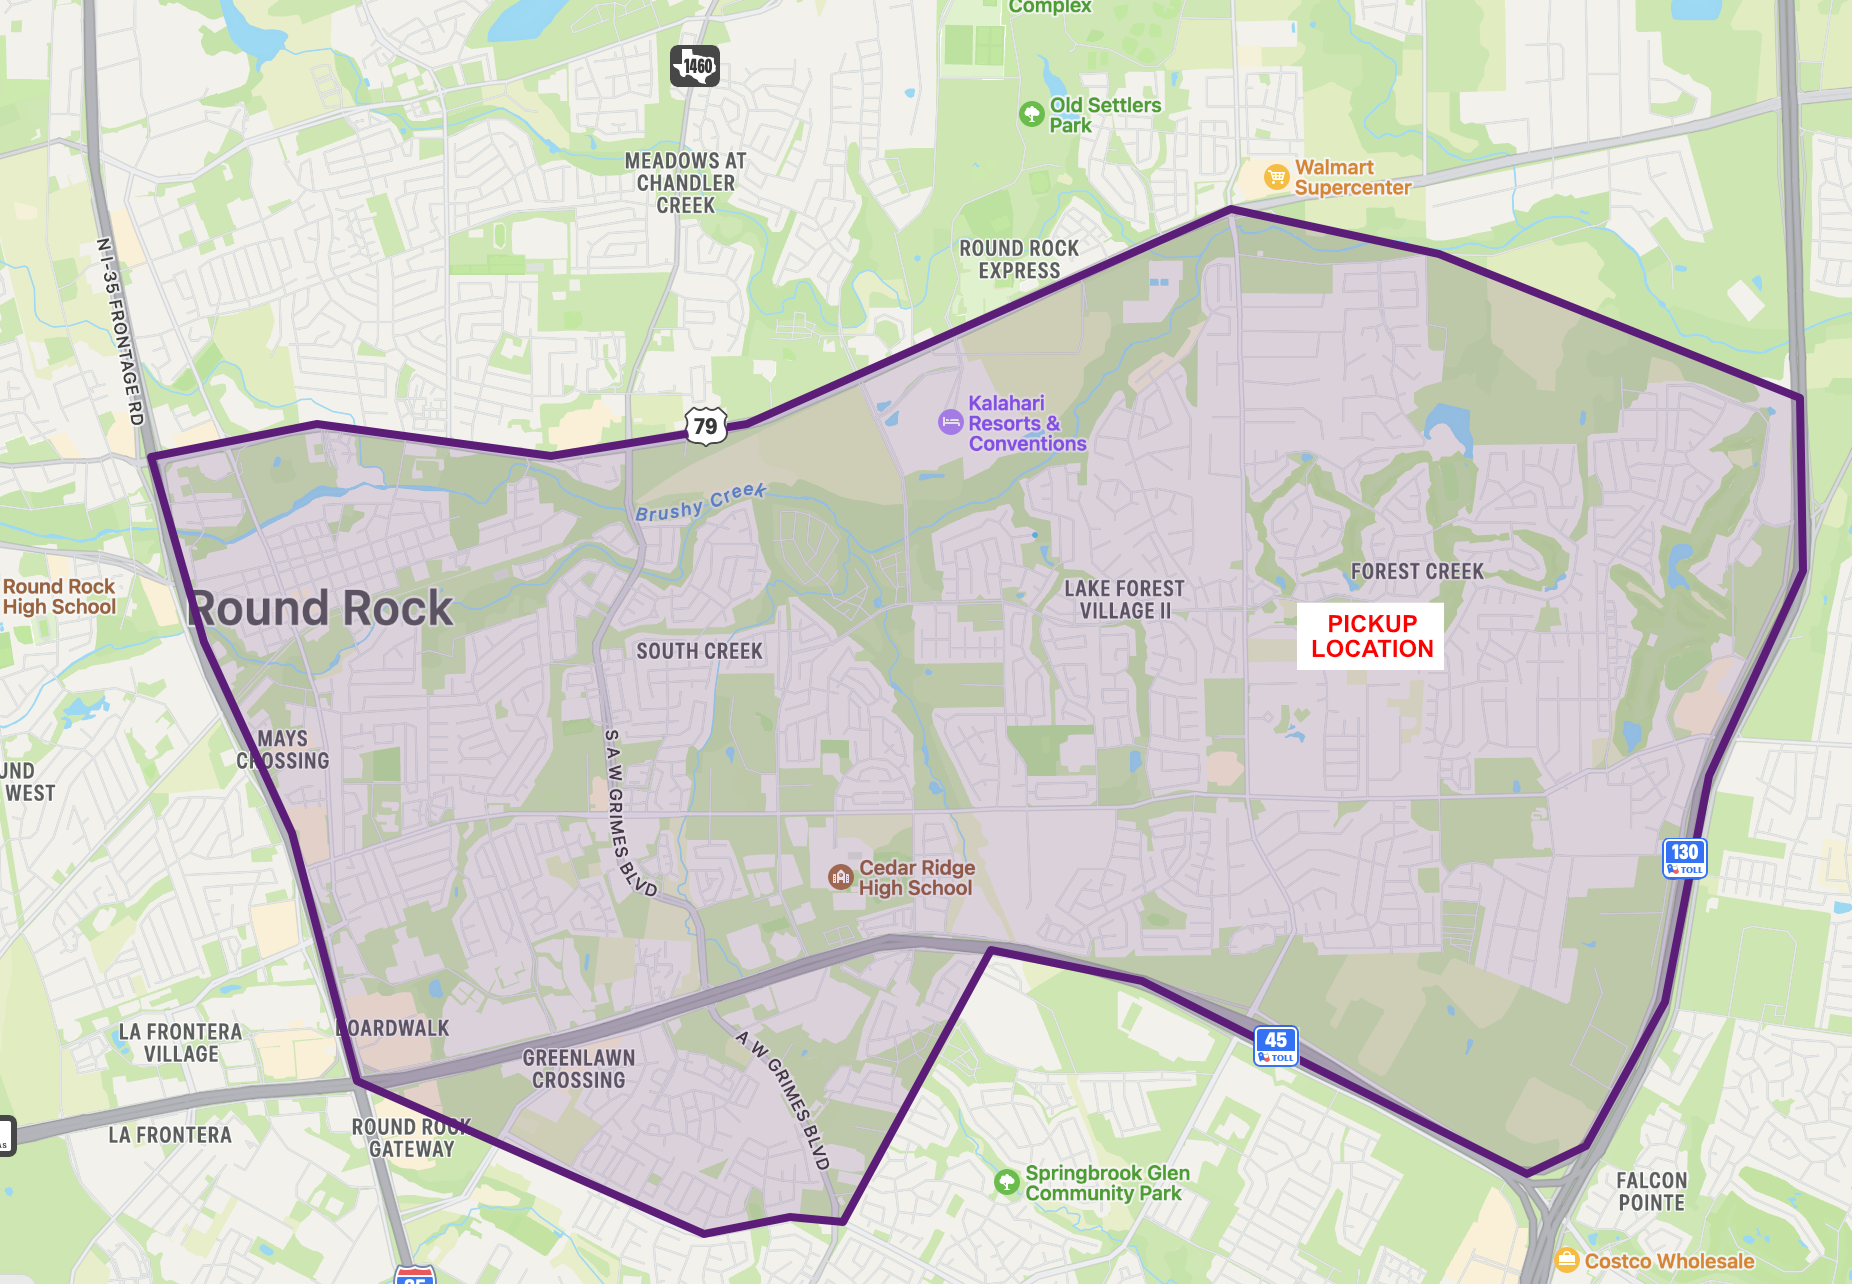 Complex
1460
Old Settlers
Park
MEADOWS AT
CHANDLER
CREEK
Walmart
Supercenter
ROUND ROCK
EXPRESS
N I-35 FRONTAGE RD
79
Kalahari
Resorts &
Conventions
Brushy Creek
Round Rock
High School
Round Rock
LAKE FOREST
VILLAGE II
FOREST CREEK
PICKUP
LOCATION
SOUTH CREEK
MAYS
CROSSING
UND
WEST
S A W GRIMES BLVD
Cedar Ridge
High School
130
TOLL
LA FRONTERA
VILLAGE
BOARDWALK
GREENLAWN
CROSSING
A W GRIMES BLVD
45
TOLL
LA FRONTERA
ROUND ROCK
GATEWAY
AS
Springbrook Glen
Community Park
FALCON
POINTE
Costco Wholesale
35